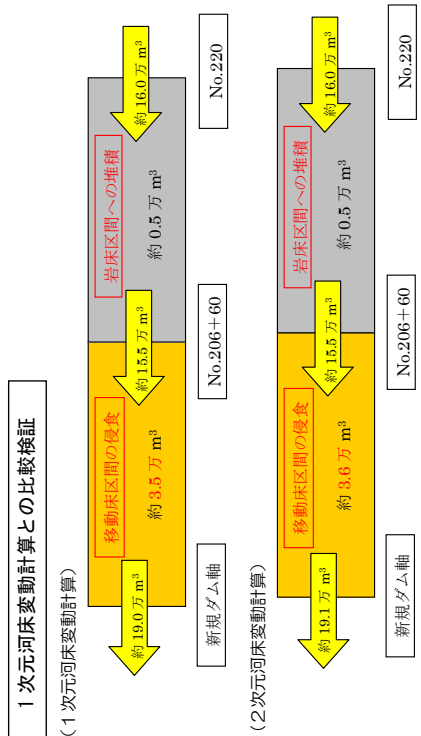 1次元河床変動計算との比較検証
(1次元河床変動計算)
約19.0万m³
移動床区間の侵食
約3.5万m³
約15.5万m³
岩床区間への堆積
約0.5万m³
約16.0万m³
新規ダム軸
No.206+60
No.220
(2次元河床変動計算)
約19.1万m³
移動床区間の侵食
約3.6万m³
約15.5万m³
岩床区間への堆積
約0.5万m³
約16.0万m³
新規ダム軸
No.206+60
No.220